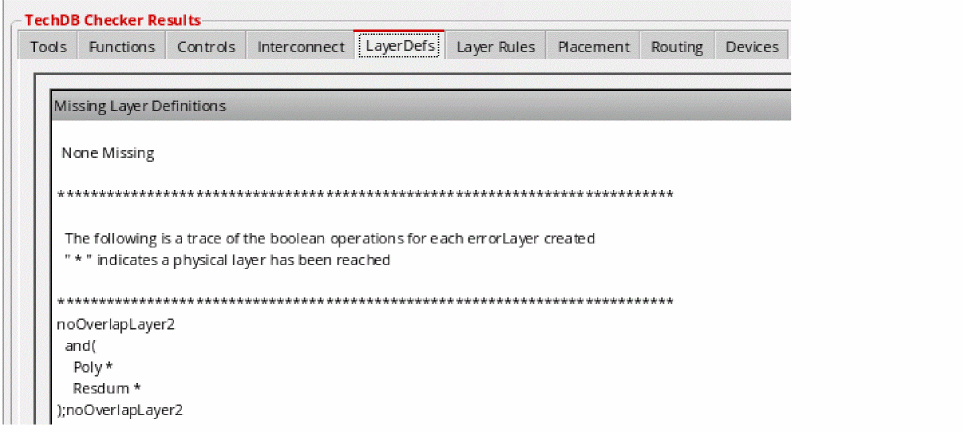 TechDB Checker Results
Tools Functions Controls Interconnect LayerDefs Layer Rules Placement Routing Devices
Missing Layer Definitions
None Missing
****************************************************************************
The following is a trace of the boolean operations for each errorLayer created
" * " indicates a physical layer has been reached
****************************************************************************
noOverlapLayer2
and(
Poly *
Resdum *
);noOverlapLayer2